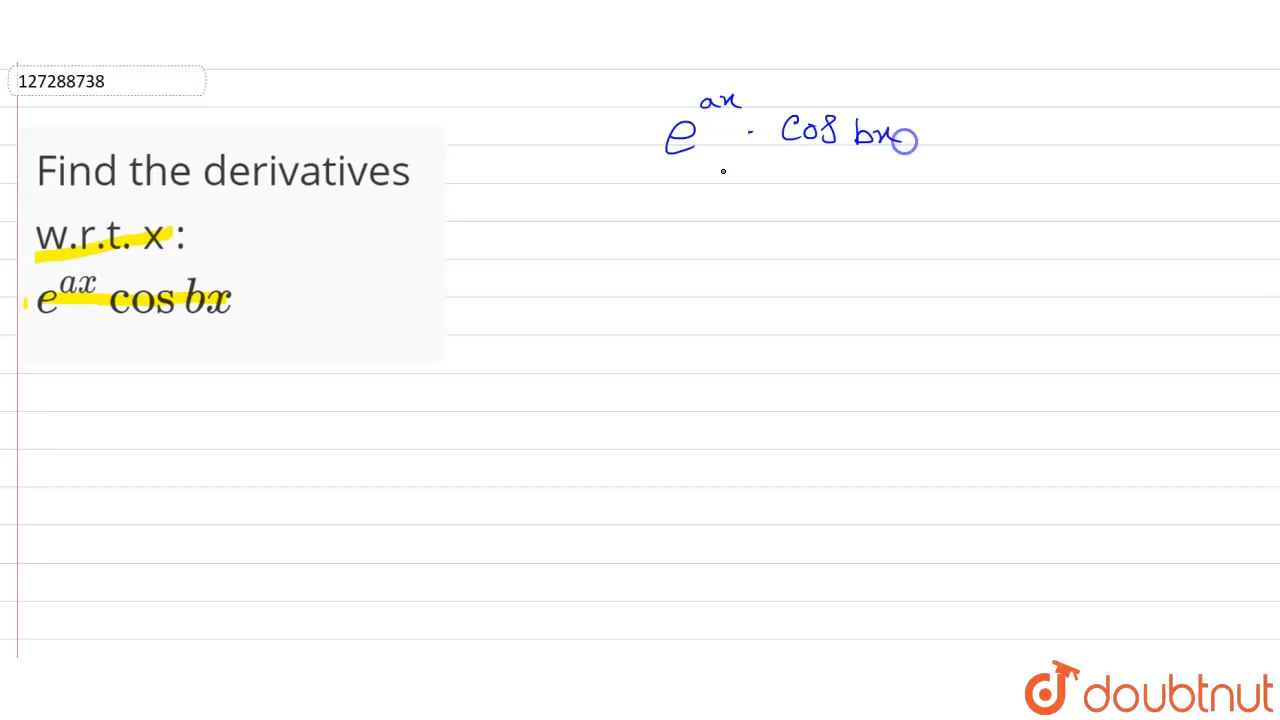 127288738
Find the derivatives
w.r.t. x :
e^{ax} cos bx
e^{ax} · cos bx
doubtnut